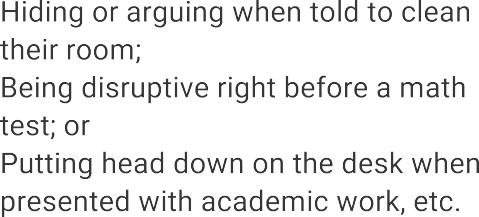 Hiding or arguing when told to clean
their room;
Being disruptive right before a math
test; or
Putting head down on the desk when
presented with academic work, etc.